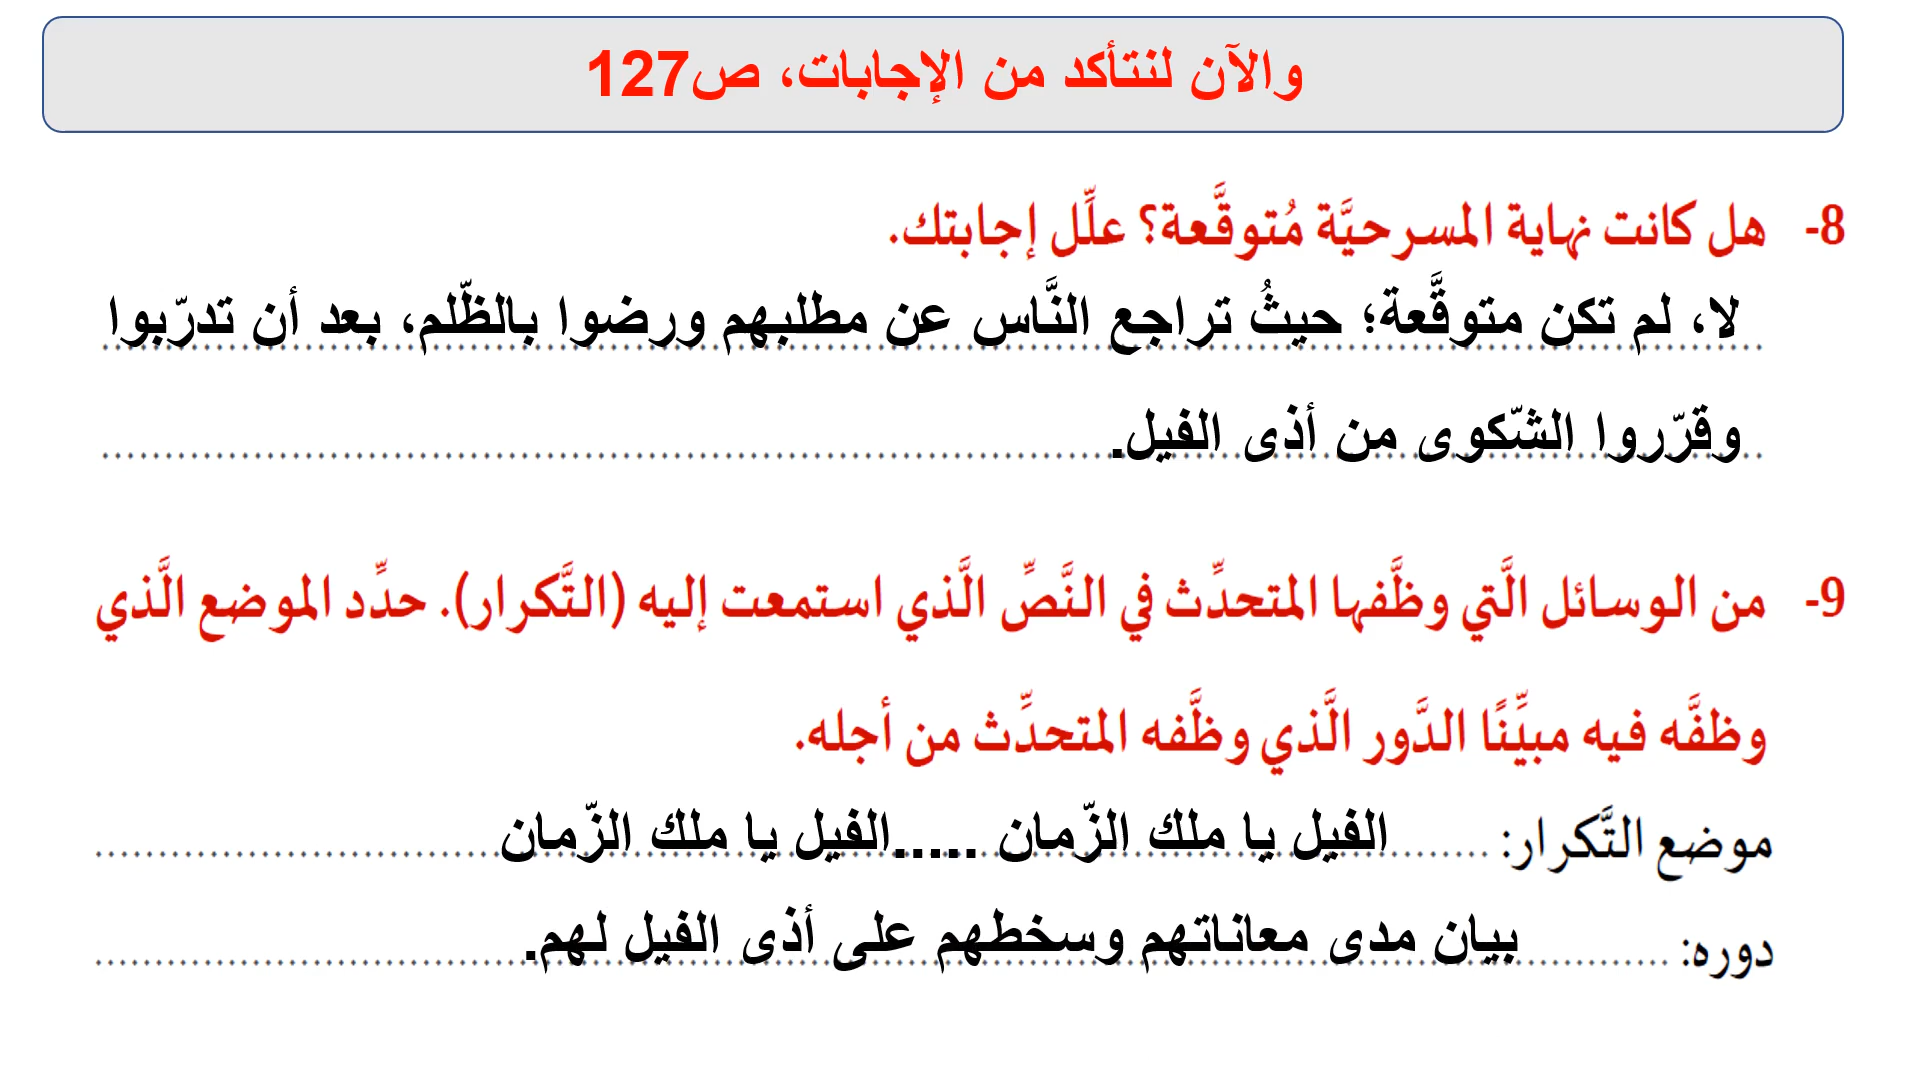 والآن لنتأكد من الإجابات، ص127
8- هل كانت نهاية المسرحيَّة مُتوقَّعة؟ علِّل إجابتك.
لا، لم تكن متوقَّعة؛ حيثُ تراجع النَّاس عن مطلبهم ورضوا بالظّلم، بعد أن تدرّبوا
وقرّروا الشّكوى من أذى الفيل.
9- من الوسائل الَّتي وظَّفها المتحدِّث في النَّصِّ الَّذي استمعت إليه (التَّكرار). حدِّد الموضع الَّذي
وظفَّه فيه مبيِّنًا الدَّور الَّذي وظَّفه المتحدِّث من أجله.
موضع التَّكرار: الفيل يا ملك الزّمان .....الفيل يا ملك الزّمان
دوره: بيان مدى معاناتهم وسخطهم على أذى الفيل لهم.